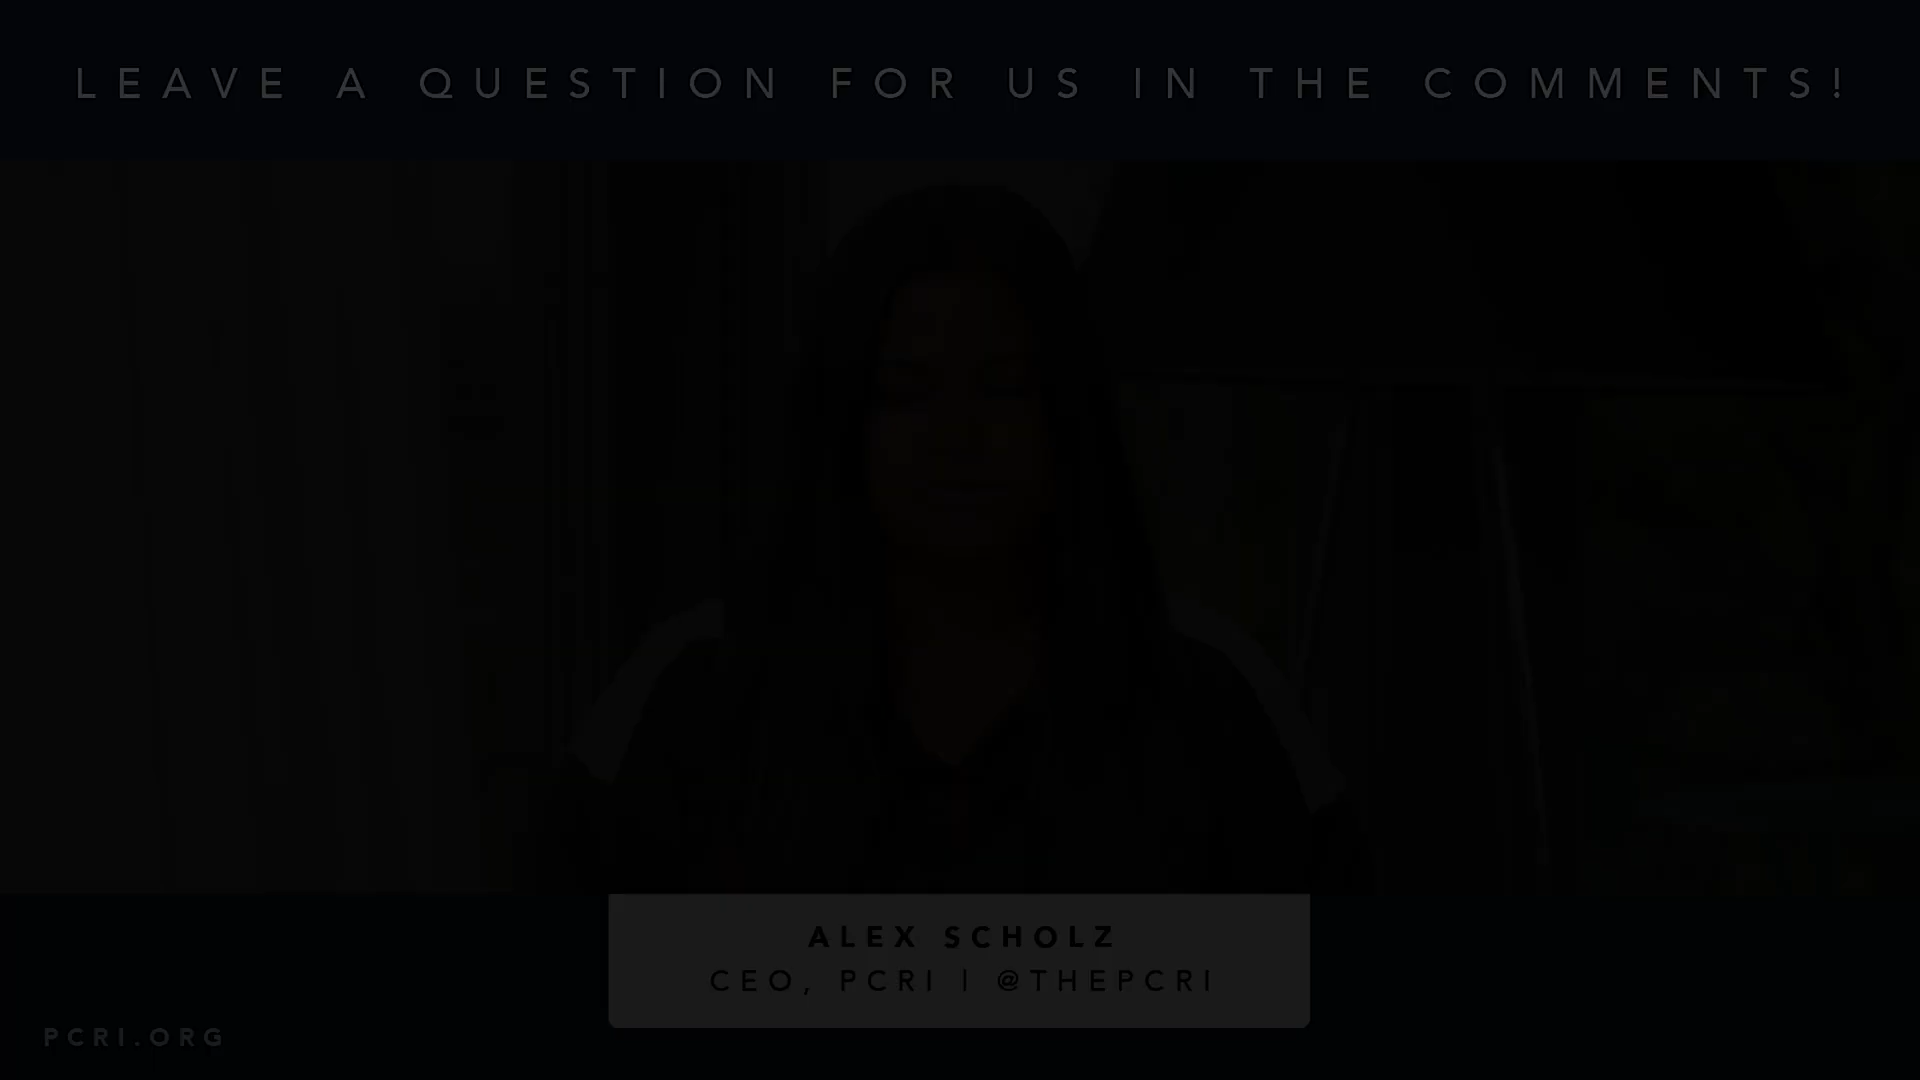 LEAVE A QUESTION FOR US IN THE COMMENTS!
ALEX SCHOLZ
CEO, PCRI | @THEPCRI
PCRI.ORG